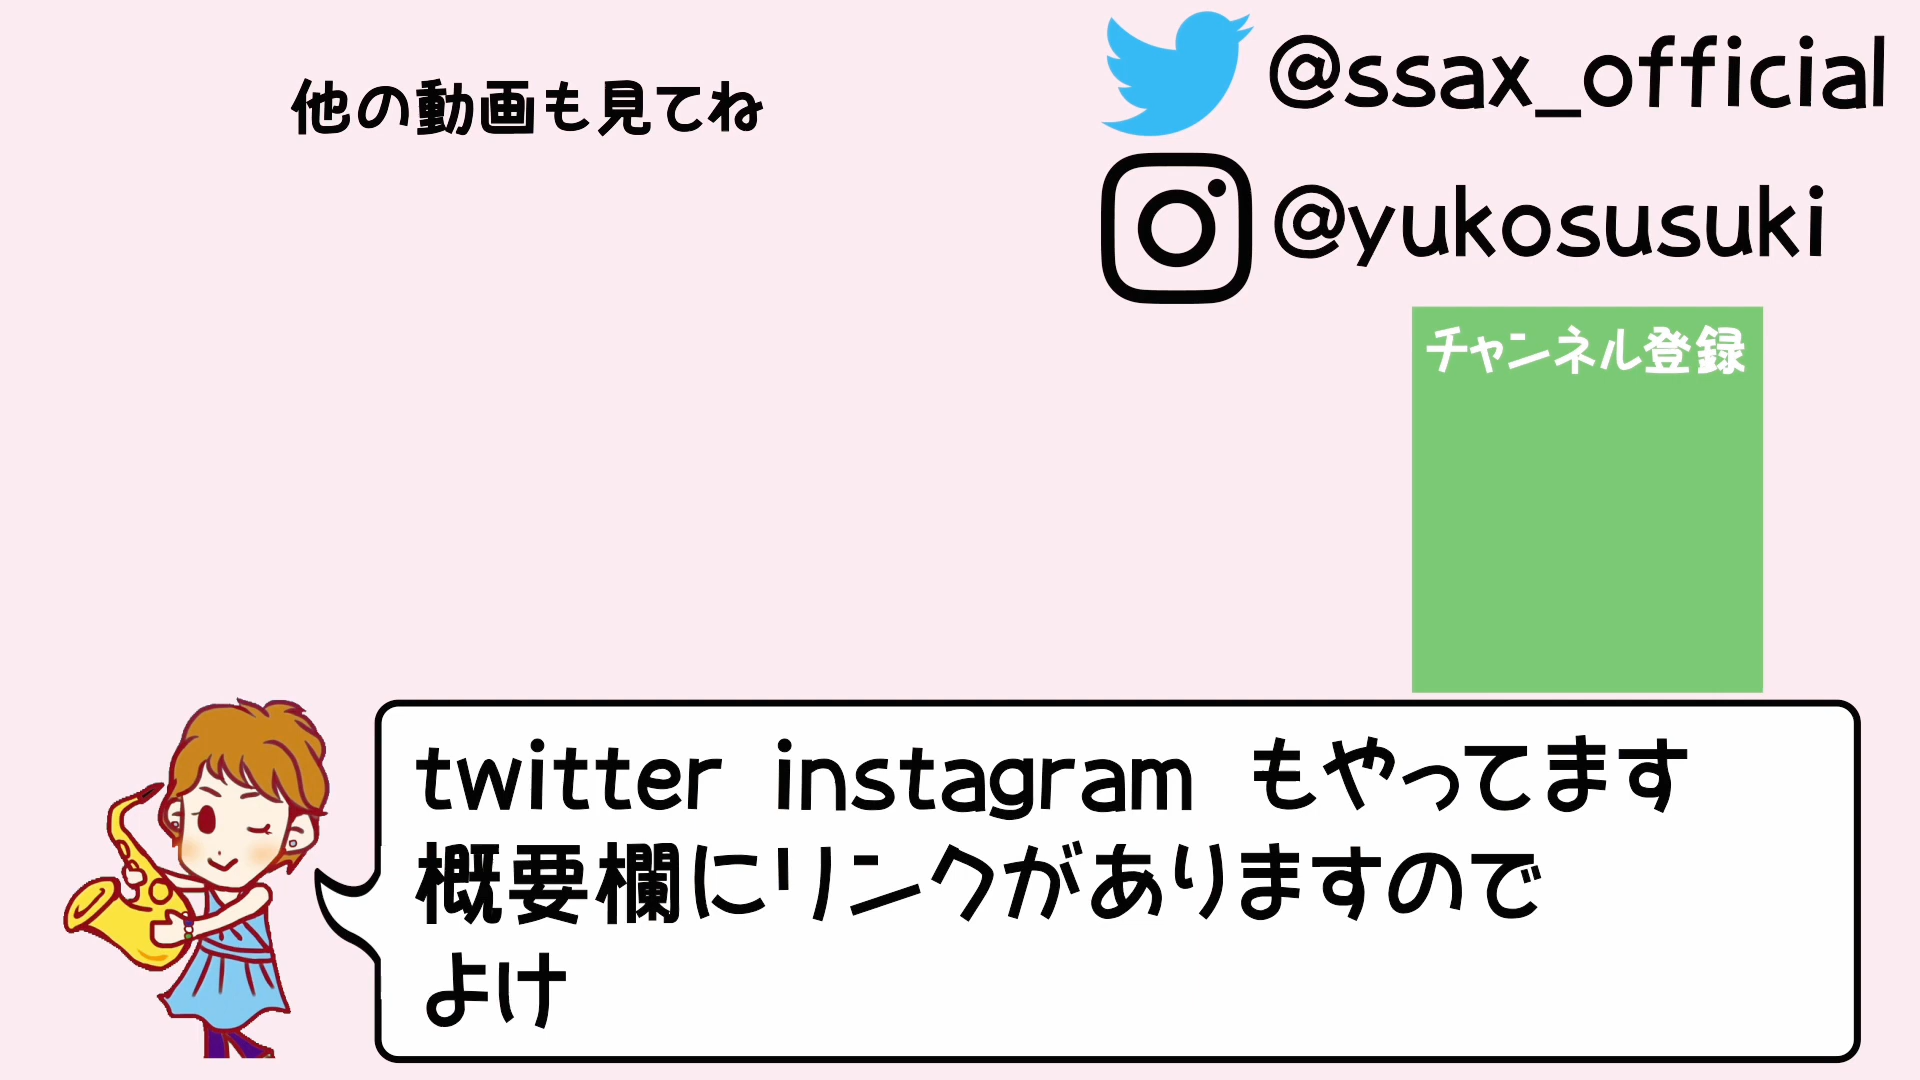 他の動画も見てね
@ssax_official
@yukosusuki
チャンネル登録
twitter instagram もやってます
概要欄にリンクがありますので
よけ